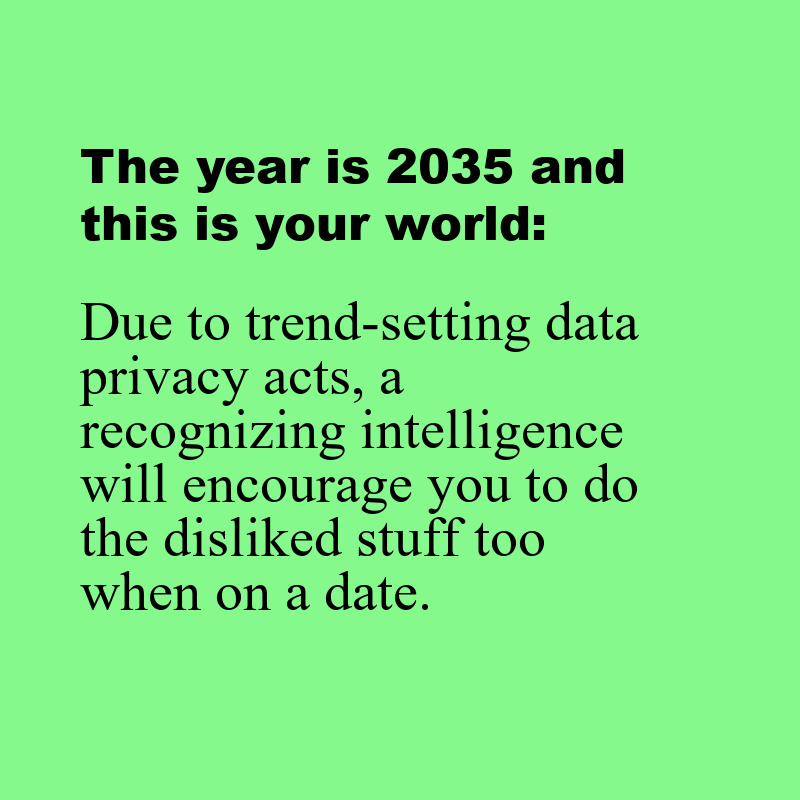 The year is 2035 and
this is your world:
Due to trend-setting data
privacy acts, a
recognizing intelligence
will encourage you to do
the disliked stuff too
when on a date.